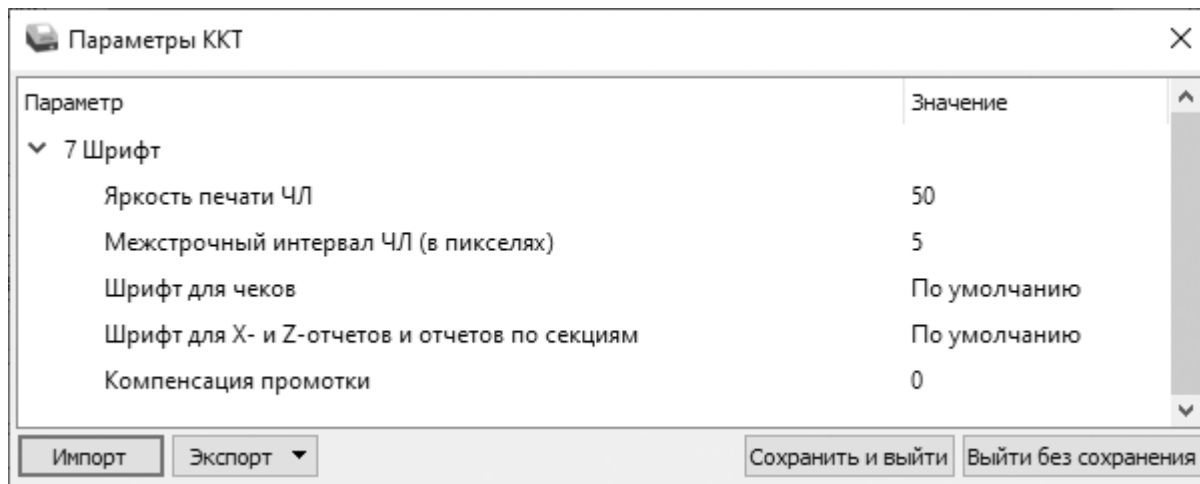 Параметры ККТ
Параметр Значение
7 Шрифт
Яркость печати ЧЛ 50
Межстрочный интервал ЧЛ (в пикселях) 5
Шрифт для чеков По умолчанию
Шрифт для X- и Z-отчетов и отчетов по секциям По умолчанию
Компенсация промотки 0
Импорт Экспорт Сохранить и выйти Выйти без сохранения